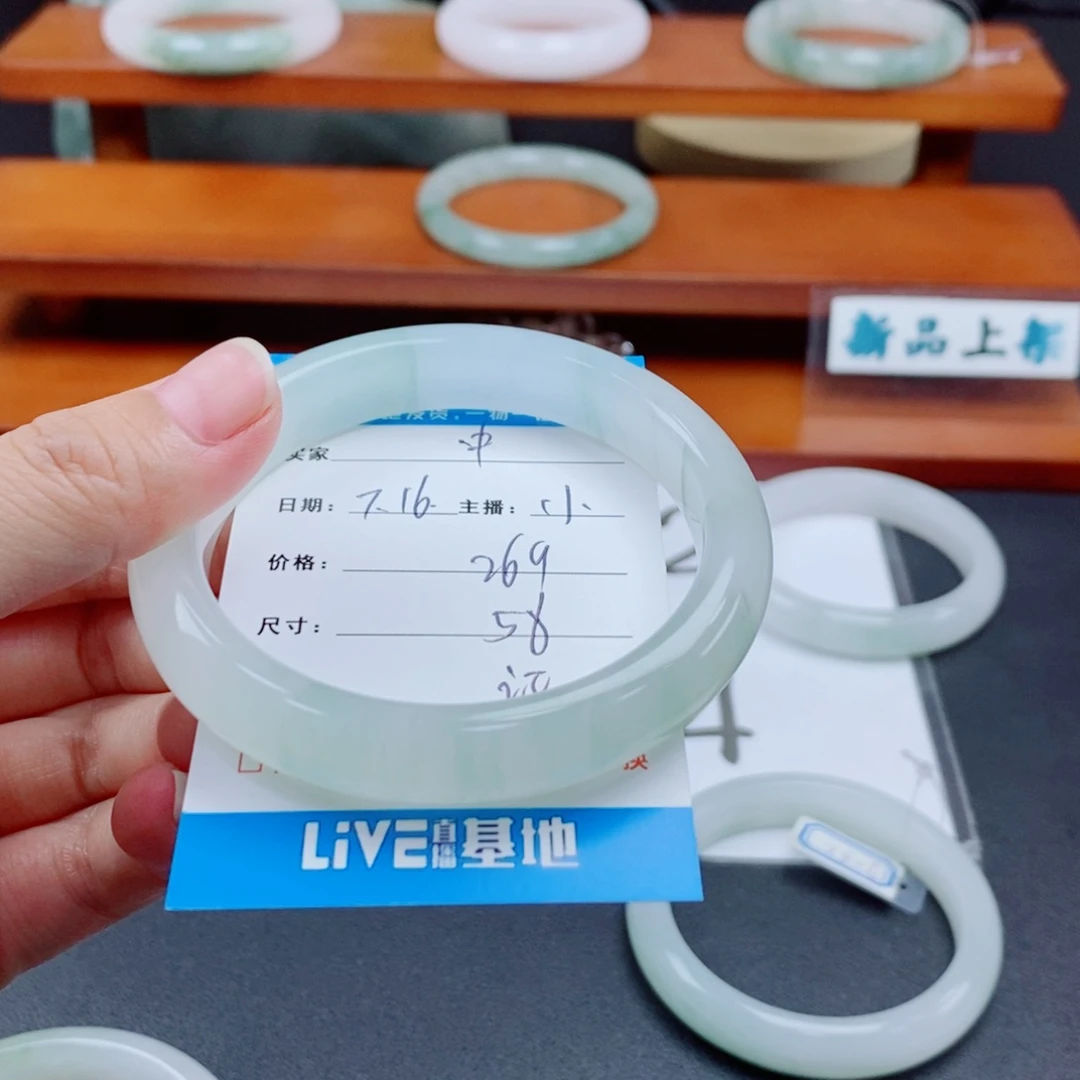 新品上架
买家 中
日期: 7.16. 主播: 小
价格: 269
尺寸: 58
换
LiVE直播基地